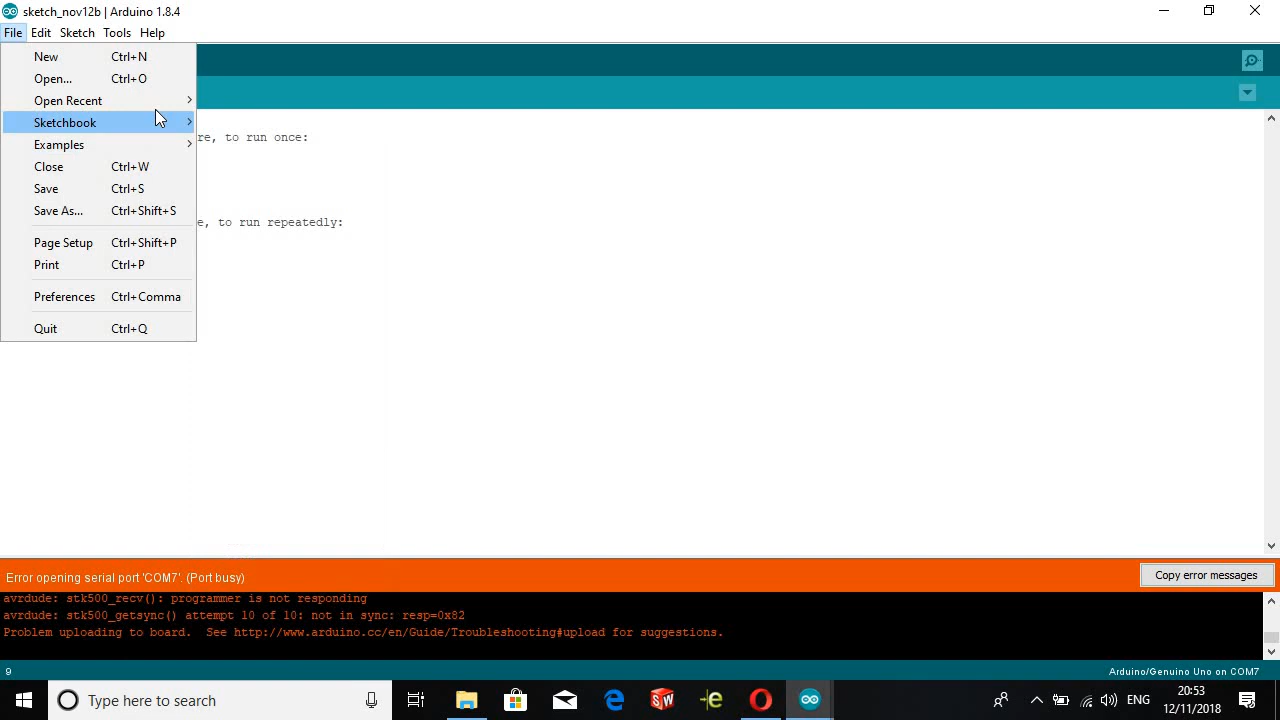 sketch_nov12b | Arduino 1.8.4
File Edit Sketch Tools Help
New Ctrl+N
Open... Ctrl+O
Open Recent
Sketchbook
Examples
Close Ctrl+W
Save Ctrl+S
Save As... Ctrl+Shift+S
Page Setup Ctrl+Shift+P
Print Ctrl+P
Preferences Ctrl+Comma
Quit Ctrl+Q
re, to run once:
e, to run repeatedly:
Error opening serial port 'COM7'. (Port busy)
Copy error messages
avrdude: stk500_recv(): programmer is not responding
avrdude: stk500_getsync() attempt 10 of 10: not in sync: resp=0x82
Problem uploading to board.  See http://www.arduino.cc/en/Guide/Troubleshooting#upload for suggestions.
9
Arduino/Genuino Uno on COM7
Type here to search
SW
e
ENG
20:53
12/11/2018